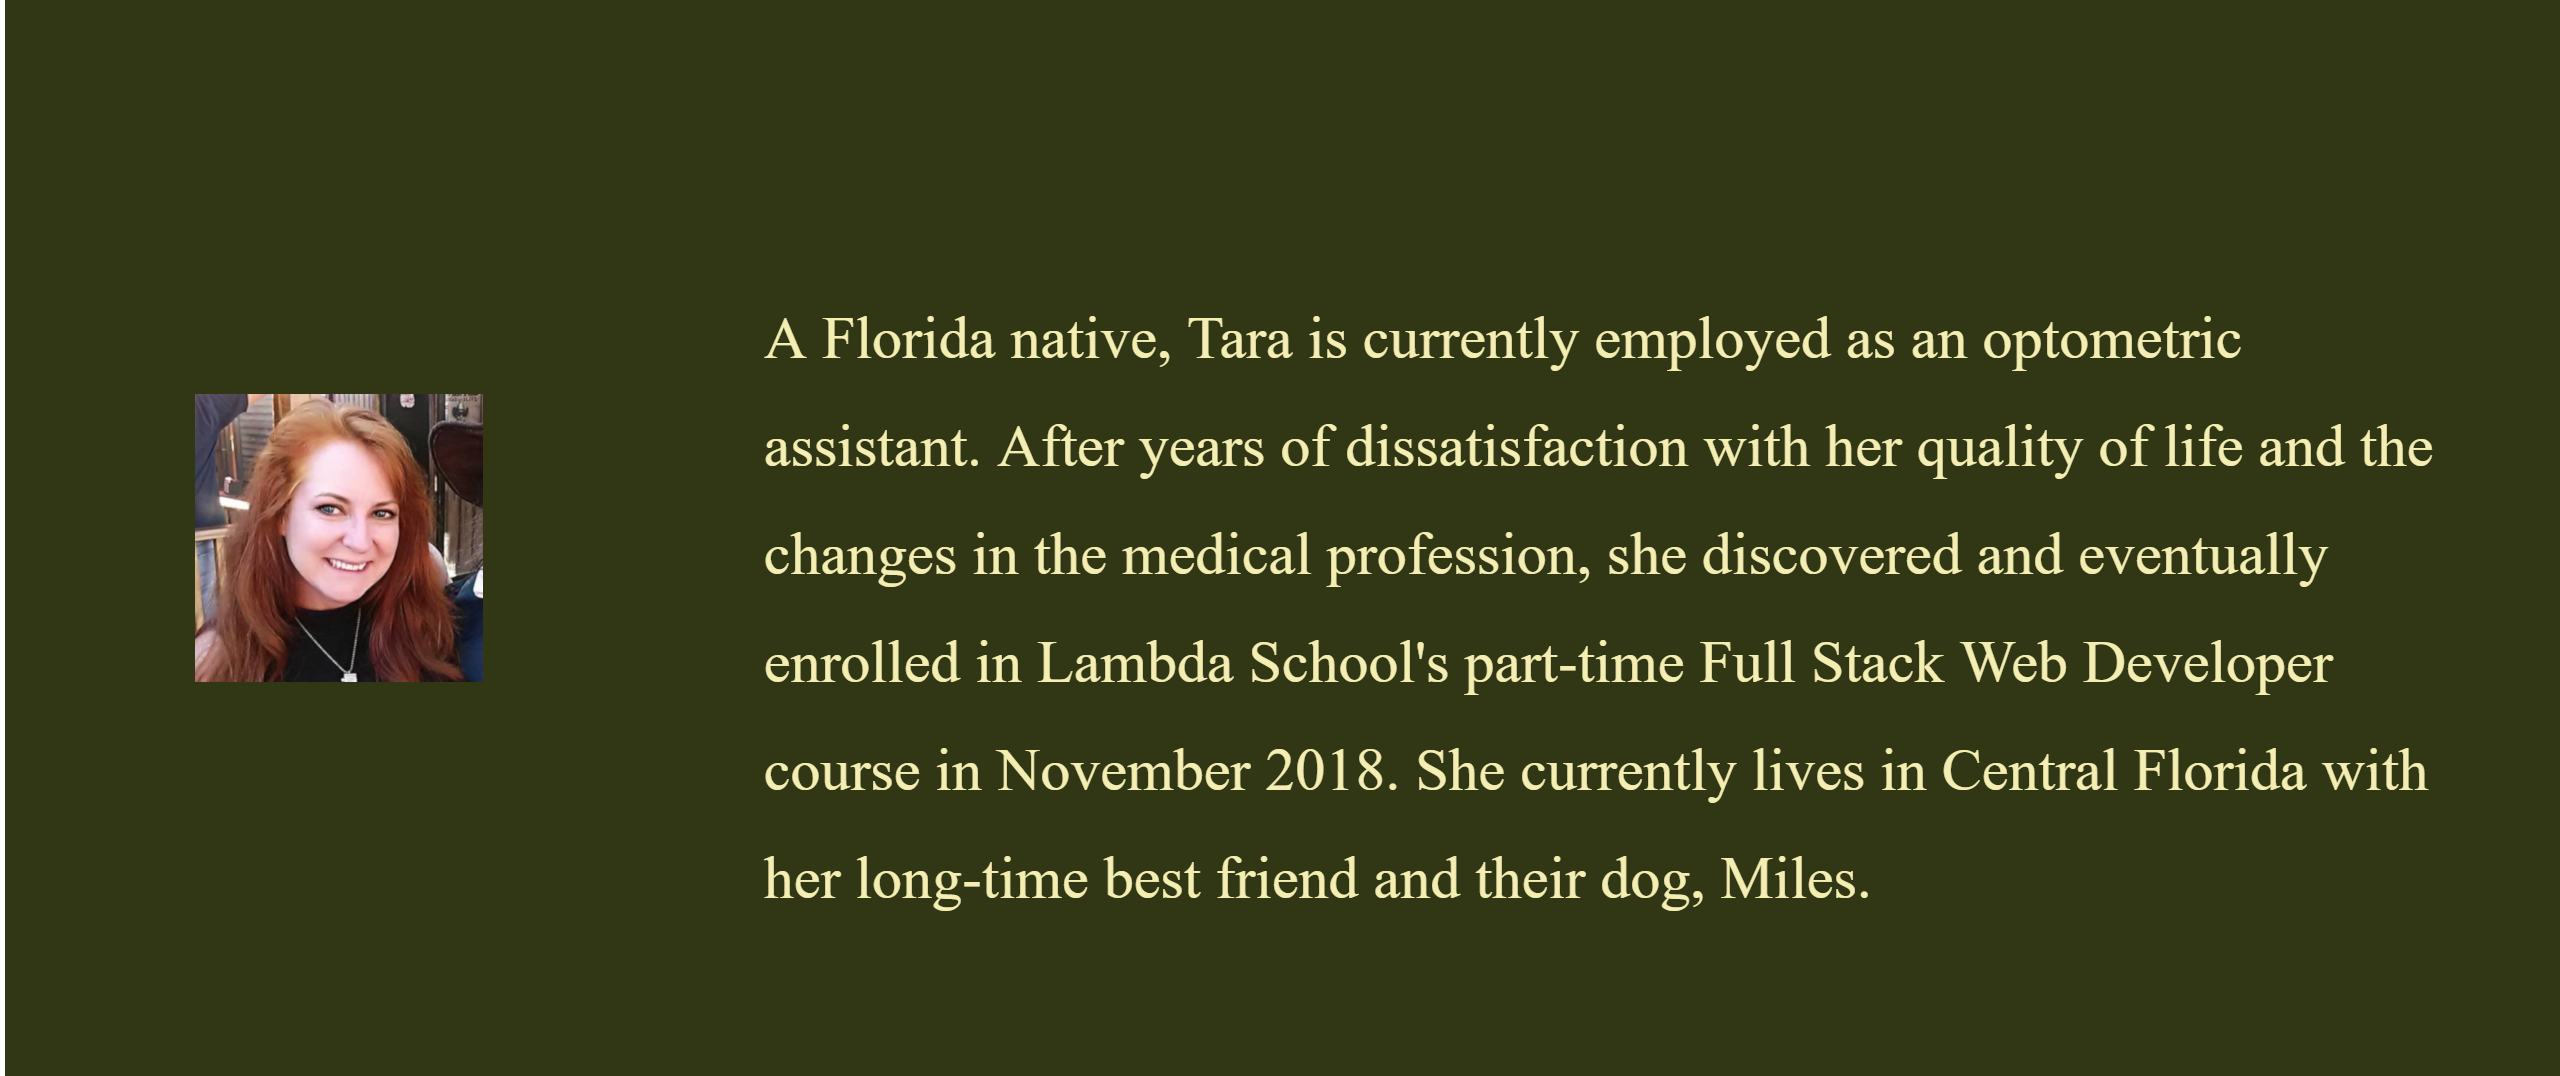 A Florida native, Tara is currently employed as an optometric
assistant. After years of dissatisfaction with her quality of life and the
changes in the medical profession, she discovered and eventually
enrolled in Lambda School's part-time Full Stack Web Developer
course in November 2018. She currently lives in Central Florida with
her long-time best friend and their dog, Miles.